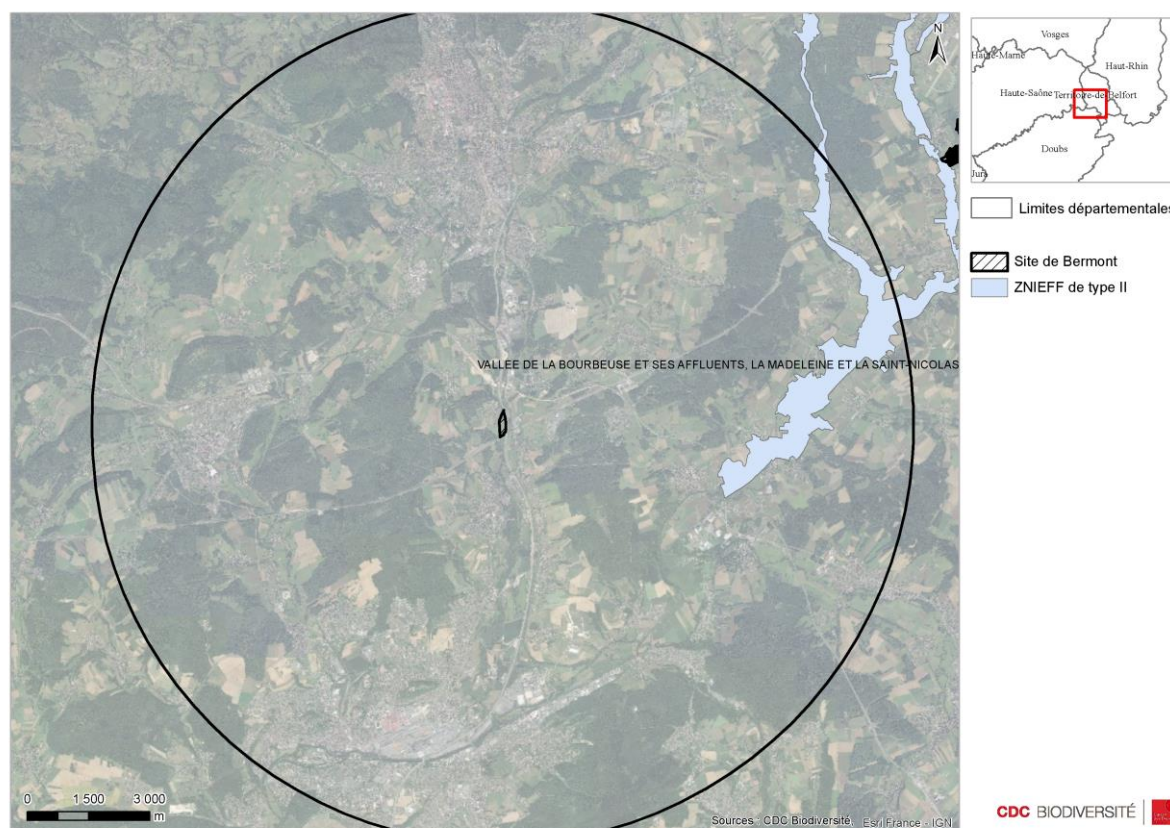 N
VALLEE DE LA BOURBEUSE ET SES AFFLUENTS, LA MADELEINE ET LA SAINT-NICOLAS
0 1 500 3 000
m
Sources : CDC Biodiversité, Esri France - IGN
Vosges
Haute-Marne
Haut-Rhin
Haute-Saône
Territoire-de-Belfort
Doubs
Jura
Limites départementales
Site de Bermont
ZNIEFF de type II
CDC BIODIVERSITÉ